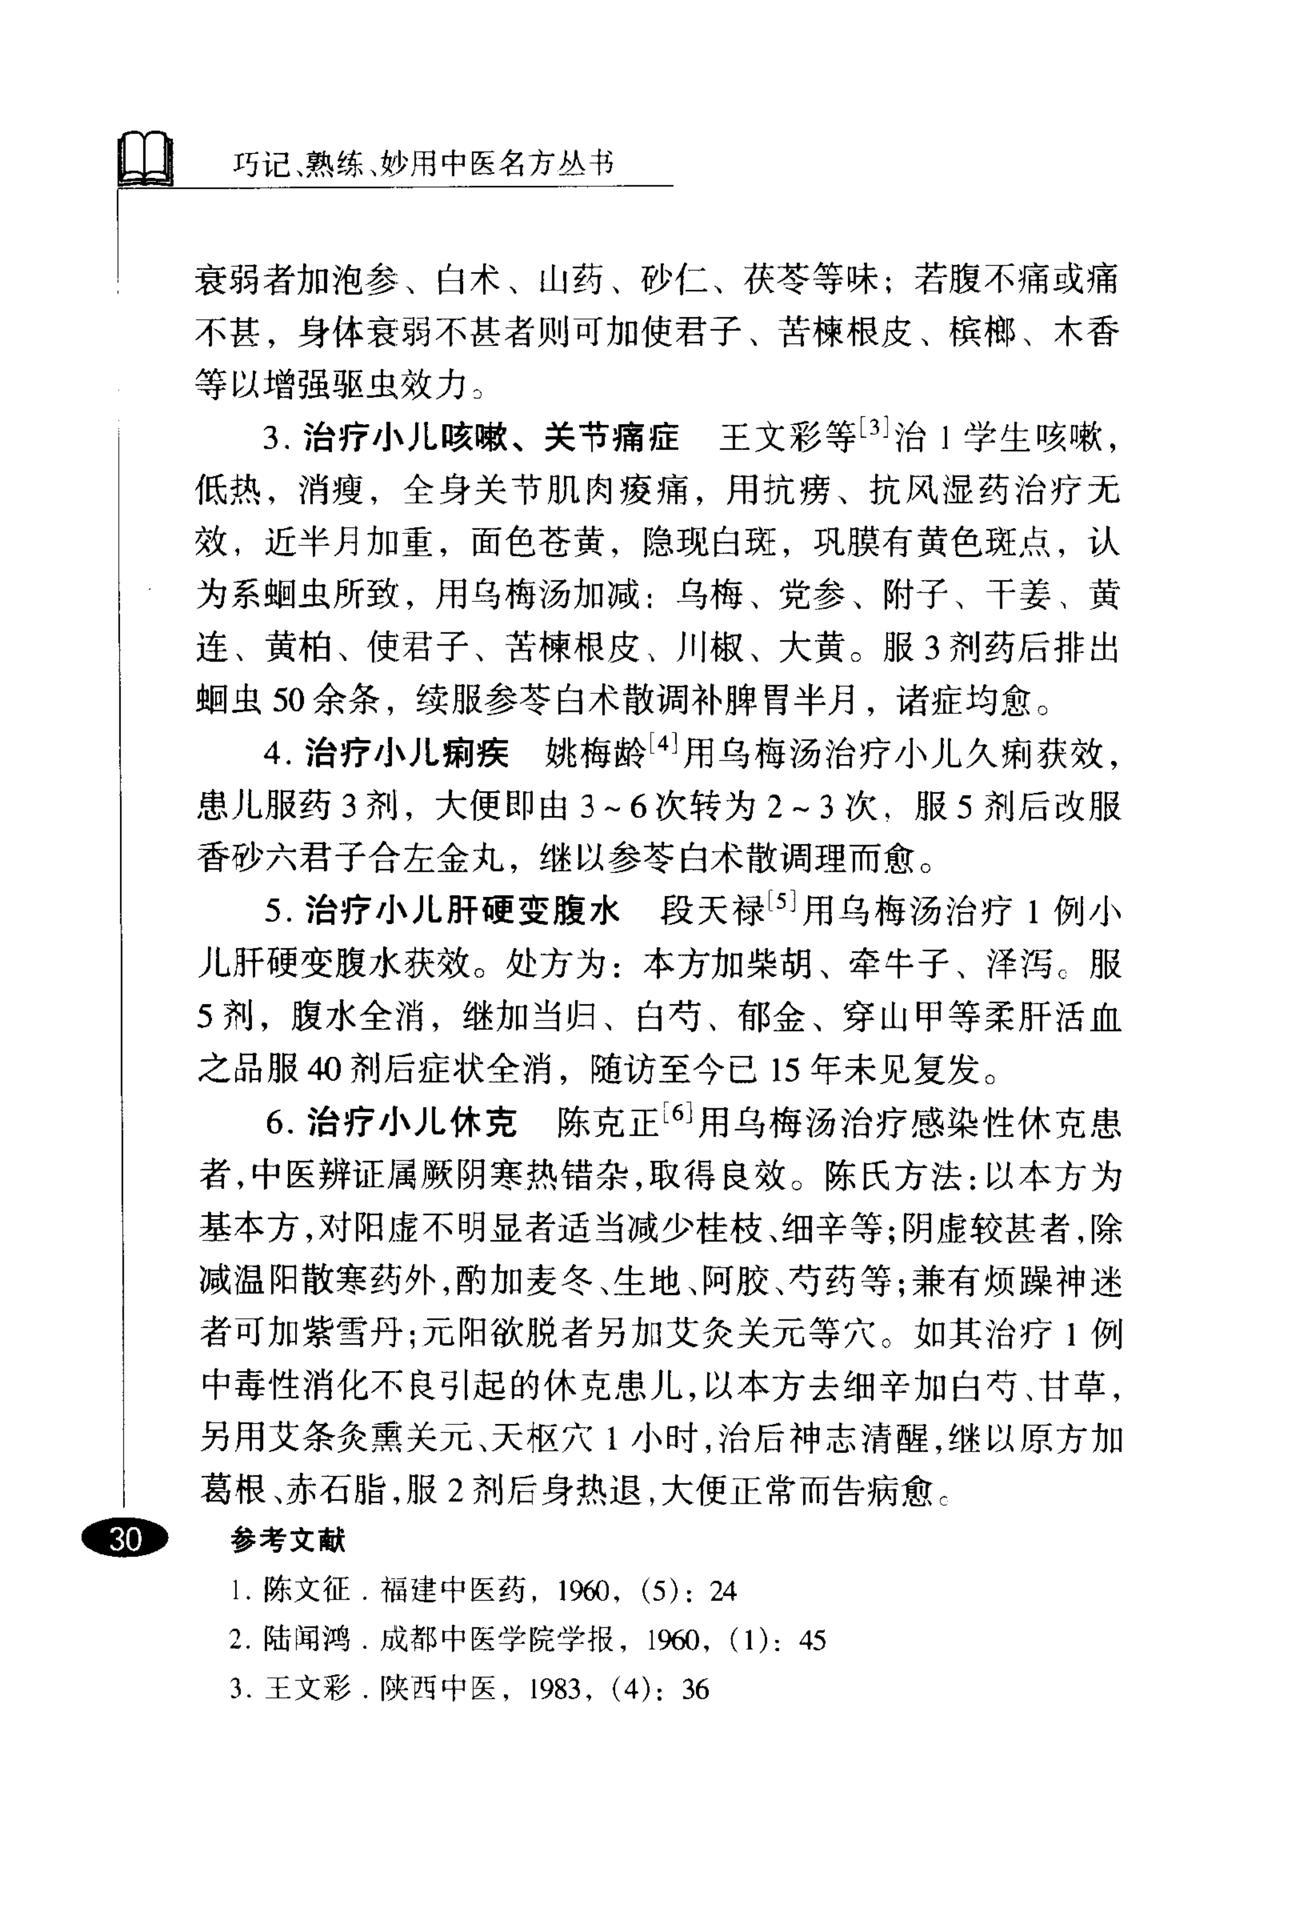 巧记、熟练、妙用中医名方丛书
衰弱者加泡参、白术、山药、砂仁、茯苓等味；若腹不痛或痛
不甚，身体衰弱不甚者则可加使君子、苦楝根皮、槟榔、木香
等以增强驱虫效力。
3. 治疗小儿咳嗽、关节痛症 王文彩等[3]治 1 学生咳嗽，
低热，消瘦，全身关节肌肉痠痛，用抗痨、抗风湿药治疗无
效，近半月加重，面色苍黄，隐现白斑，巩膜有黄色斑点，认
为系蛔虫所致，用乌梅汤加减：乌梅、党参、附子、干姜、黄
连、黄柏、使君子、苦楝根皮、川椒、大黄。服 3 剂药后排出
蛔虫 50 余条，续服参苓白术散调补脾胃半月，诸症均愈。
4. 治疗小儿痢疾 姚梅龄[4]用乌梅汤治疗小儿久痢获效，
患儿服药 3 剂，大便即由 3～6 次转为 2～3 次，服 5 剂后改服
香砂六君子合左金丸，继以参苓白术散调理而愈。
5. 治疗小儿肝硬变腹水 段天禄[5]用乌梅汤治疗 1 例小
儿肝硬变腹水获效。处方为：本方加柴胡、牵牛子、泽泻。服
5 剂，腹水全消，继加当归、白芍、郁金、穿山甲等柔肝活血
之品服 40 剂后症状全消，随访至今已 15 年未见复发。
6. 治疗小儿休克 陈克正[6]用乌梅汤治疗感染性休克患
者，中医辨证属厥阴寒热错杂，取得良效。陈氏方法：以本方为
基本方，对阳虚不明显者适当减少桂枝、细辛等；阴虚较甚者，除
减温阳散寒药外，酌加麦冬、生地、阿胶、芍药等；兼有烦躁神迷
者可加紫雪丹；元阳欲脱者另加艾灸关元等穴。如其治疗 1 例
中毒性消化不良引起的休克患儿，以本方去细辛加白芍、甘草，
另用艾条灸熏关元、天枢穴 1 小时，治后神志清醒，继以原方加
葛根、赤石脂，服 2 剂后身热退，大便正常而告病愈。
30
参考文献
1. 陈文征．福建中医药，1960，(5)：24
2. 陆闻鸿．成都中医学院学报，1960，(1)：45
3. 王文彩．陕西中医，1983，(4)：36